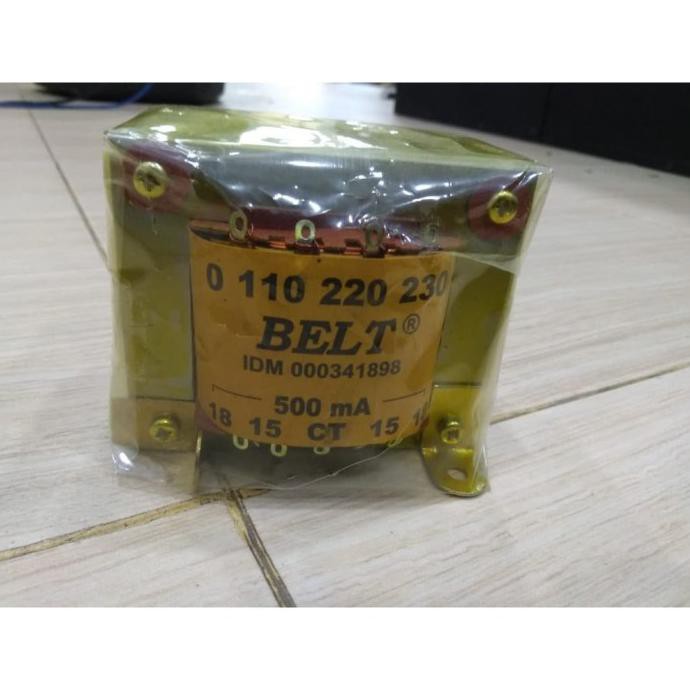 0 110 220 230
BELT ®
IDM 000341898
500 mA
18 15 CT 15